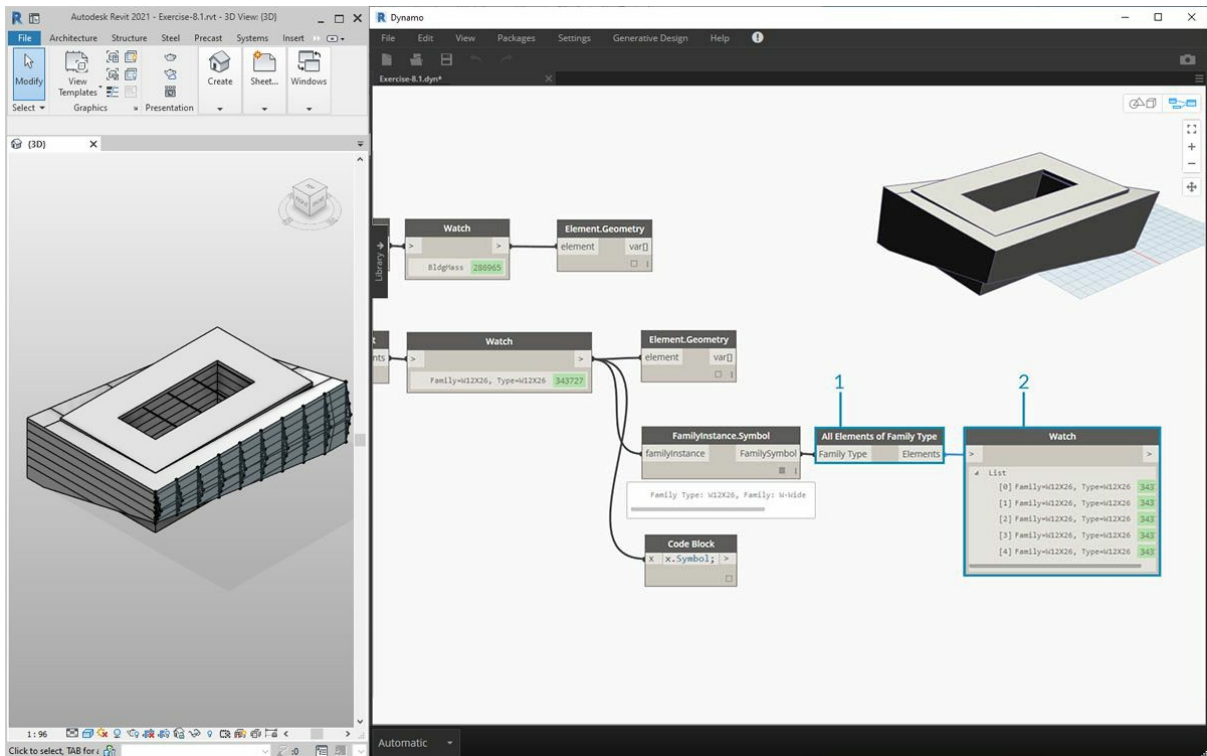 Autodesk Revit 2021 - Exercise-8.1.rvt - 3D View: {3D}
File Architecture Structure Steel Precast Systems Insert
Modify
View
Templates
Create
Sheet...
Windows
Select
Graphics
Presentation
{3D}
1 : 96
Click to select, TAB for a
:0
Dynamo
File Edit View Packages Settings Generative Design Help
Exercise-8.1.dyn*
Library
Watch
> >
BldgMass 286965
Element.Geometry
element var[]
nts
Watch
> >
Family=W12X26, Type=W12X26 343727
Element.Geometry
element var[]
FamilyInstance.Symbol
familyInstance FamilySymbol
Family Type: W12X26, Family: W-Wide
Code Block
x x.Symbol; >
1
All Elements of Family Type
Family Type Elements
2
Watch
> >
List
[0] Family=W12X26, Type=W12X26 343
[1] Family=W12X26, Type=W12X26 343
[2] Family=W12X26, Type=W12X26 343
[3] Family=W12X26, Type=W12X26 343
[4] Family=W12X26, Type=W12X26 343
Automatic